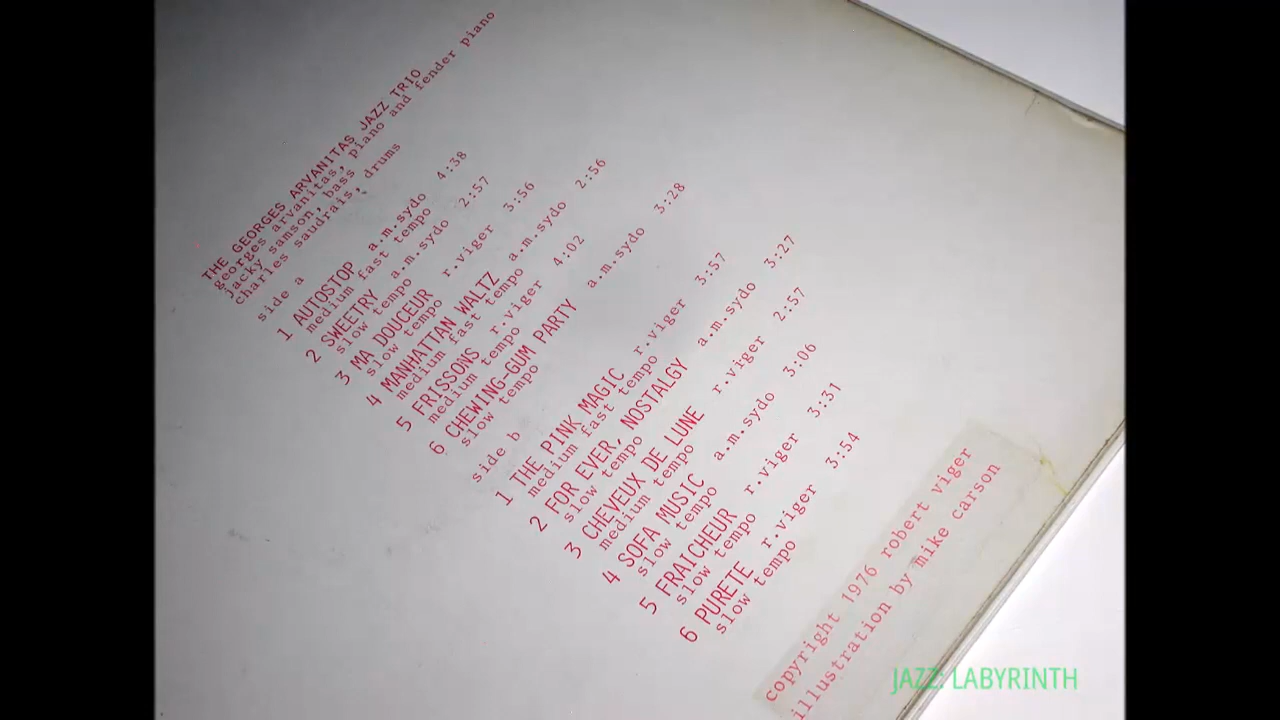 THE GEORGES ARVANITAS JAZZ TRIO
georges arvanitas, piano and fender piano
jacky samson, bass
charles saudrais, drums
side a
1 AUTOSTOP a.m.sydo 4:38
medium fast tempo
2 SWEETRY a.m.sydo 2:57
slow tempo
3 MA DOUCEUR r.viger 3:56
slow tempo
4 MANHATTAN WALTZ a.m.sydo 2:56
medium fast tempo
5 FRISSONS r.viger 4:02
medium tempo
6 CHEWING-GUM PARTY a.m.sydo 3:28
slow tempo
side b
1 THE PINK MAGIC r.viger 3:57
medium fast tempo
2 FOR EVER, NOSTALGY a.m.sydo 3:27
slow tempo
3 CHEVEUX DE LUNE r.viger 2:57
medium tempo
4 SOFA MUSIC a.m.sydo 3:06
slow tempo
5 FRAICHEUR r.viger 3:31
slow tempo
6 PURETE r.viger 3:54
slow tempo
copyright 1976 robert viger
illustration by mike carson
JAZZ LABYRINTH